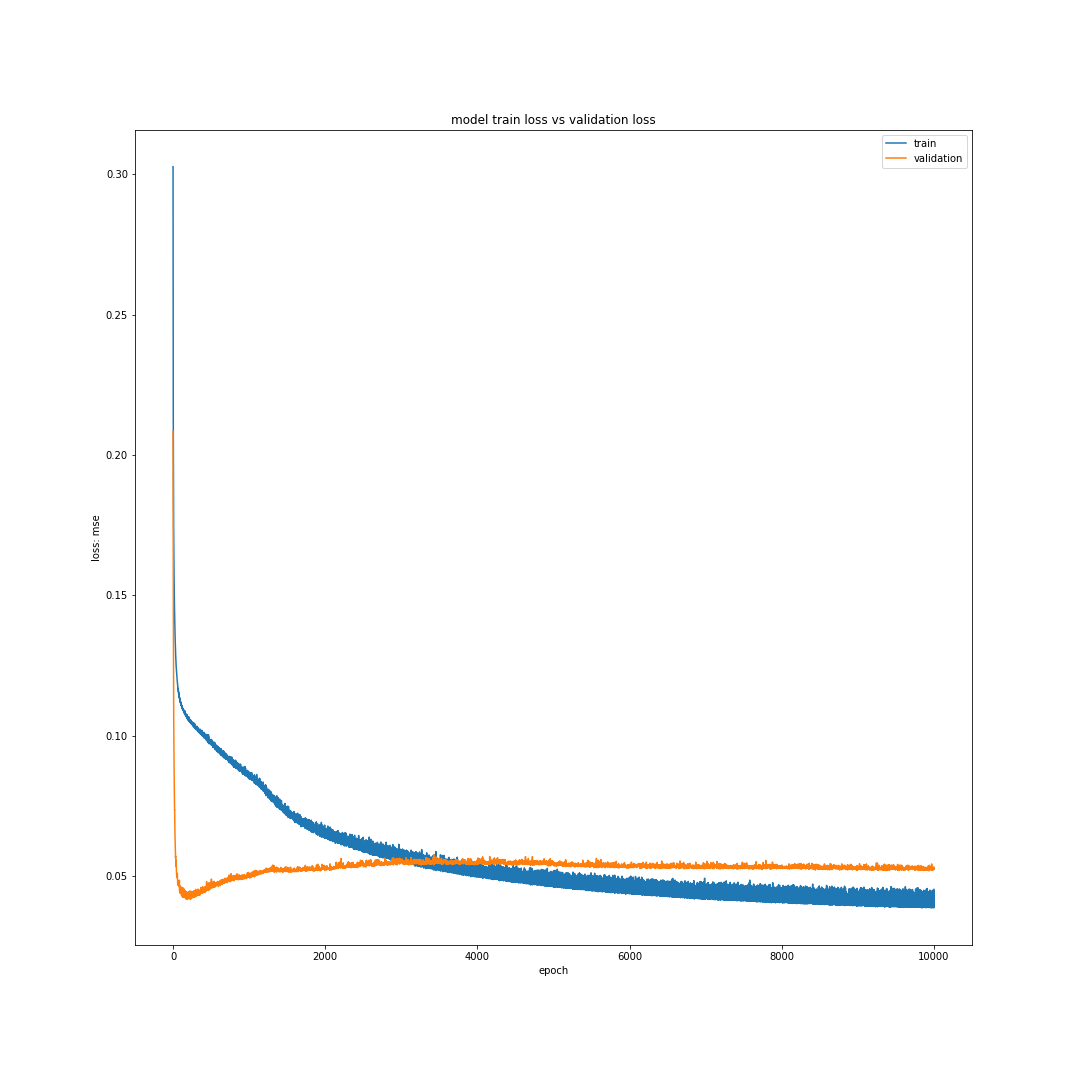 model train loss vs validation loss
train
validation
0.30
0.25
0.20
0.15
0.10
0.05
loss: mse
0 2000 4000 6000 8000 10000
epoch